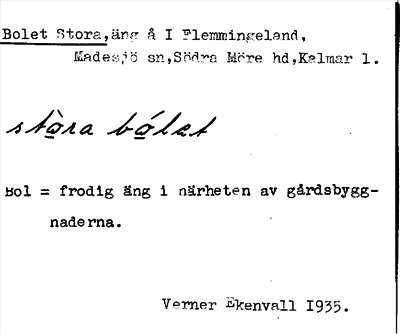 Bolet Stora,äng å I Flemmingeland,
Madesjö sn,Södra Möre hd,Kalmar l.
stòra bólet
Bol = frodig äng i närheten av gårdsbygg-
naderna.
Verner Ekenvall 1935.